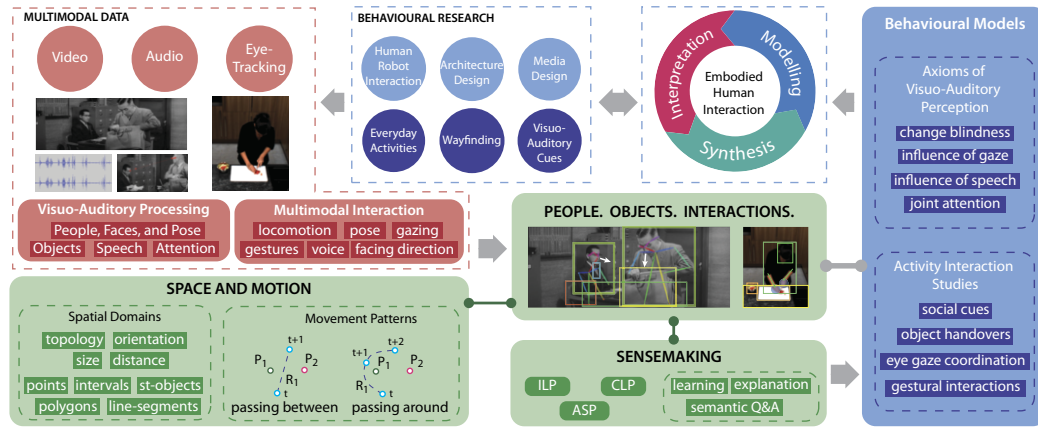 MULTIMODAL DATA
Video
Audio
Eye-
Tracking
Visuo-Auditory Processing
People, Faces, and Pose
Objects Speech Attention
Multimodal Interaction
locomotion pose gazing
gestures voice facing direction
BEHAVIOURAL RESEARCH
Human
Robot
Interaction
Architecture
Design
Media
Design
Everyday
Activities
Wayfinding
Visuo-
Auditory
Cues
Interpretation
Modelling
Synthesis
Embodied
Human
Interaction
Behavioural Models
Axioms of
Visuo-Auditory
Perception
change blindness
influence of gaze
influence of speech
joint attention
Activity Interaction
Studies
social cues
object handovers
eye gaze coordination
gestural interactions
PEOPLE. OBJECTS. INTERACTIONS.
SPACE AND MOTION
Spatial Domains
topology orientation
size distance
points intervals st-objects
polygons line-segments
Movement Patterns
t+1
P1
P2
R1
t
passing between
t+2
t+1
P1
P2
R1
t
passing around
SENSEMAKING
ILP
CLP
ASP
learning explanation
semantic Q&A